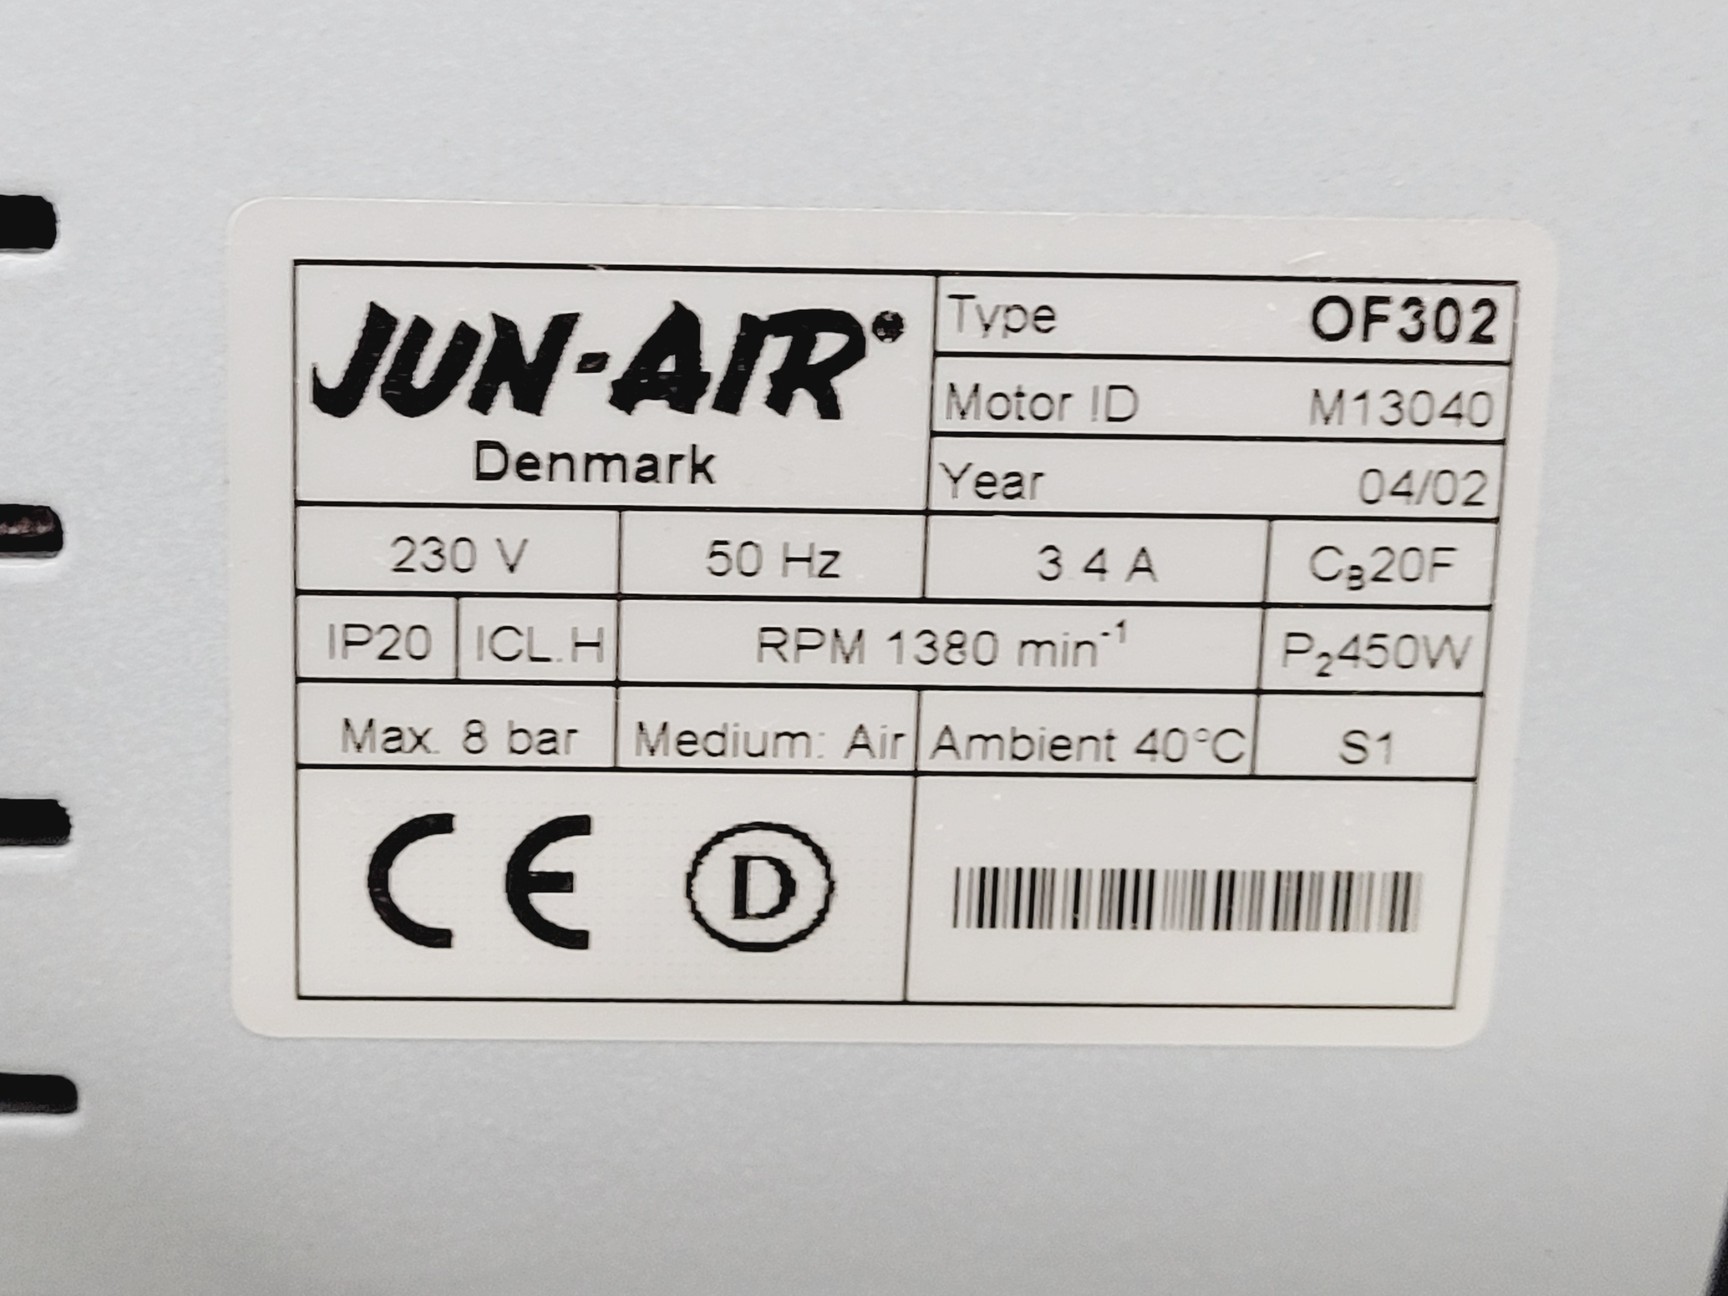 JUN-AIR®
Denmark
Type OF302
Motor ID M13040
Year 04/02
230 V 50 Hz 3 4 A CB20F
IP20 ICL.H RPM 1380 min-1 P2450W
Max. 8 bar Medium: Air Ambient 40°C S1
CE D